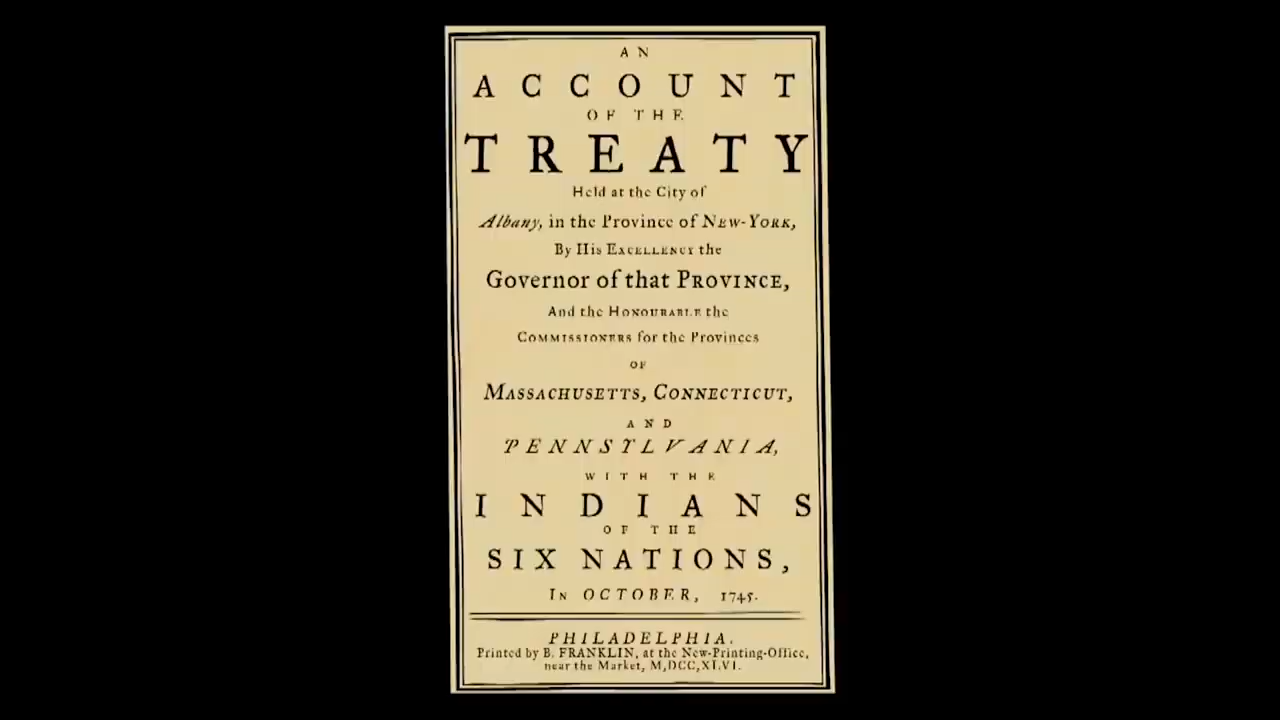 AN
ACCOUNT
OF THE
TREATY
Held at the City of
Albany, in the Province of NEW-YORK,
By His EXCELLENCY the
Governor of that PROVINCE,
And the HONOURABLE the
COMMISSIONERS for the Provinces
OF
MASSACHUSETTS, CONNECTICUT,
AND
PENNSYLVANIA,
WITH THE
INDIANS
OF THE
SIX NATIONS,
IN OCTOBER, 1745.
PHILADELPHIA.
Printed by B. FRANKLIN, at the New-Printing-Office,
near the Market, M,DCC,XLVI.